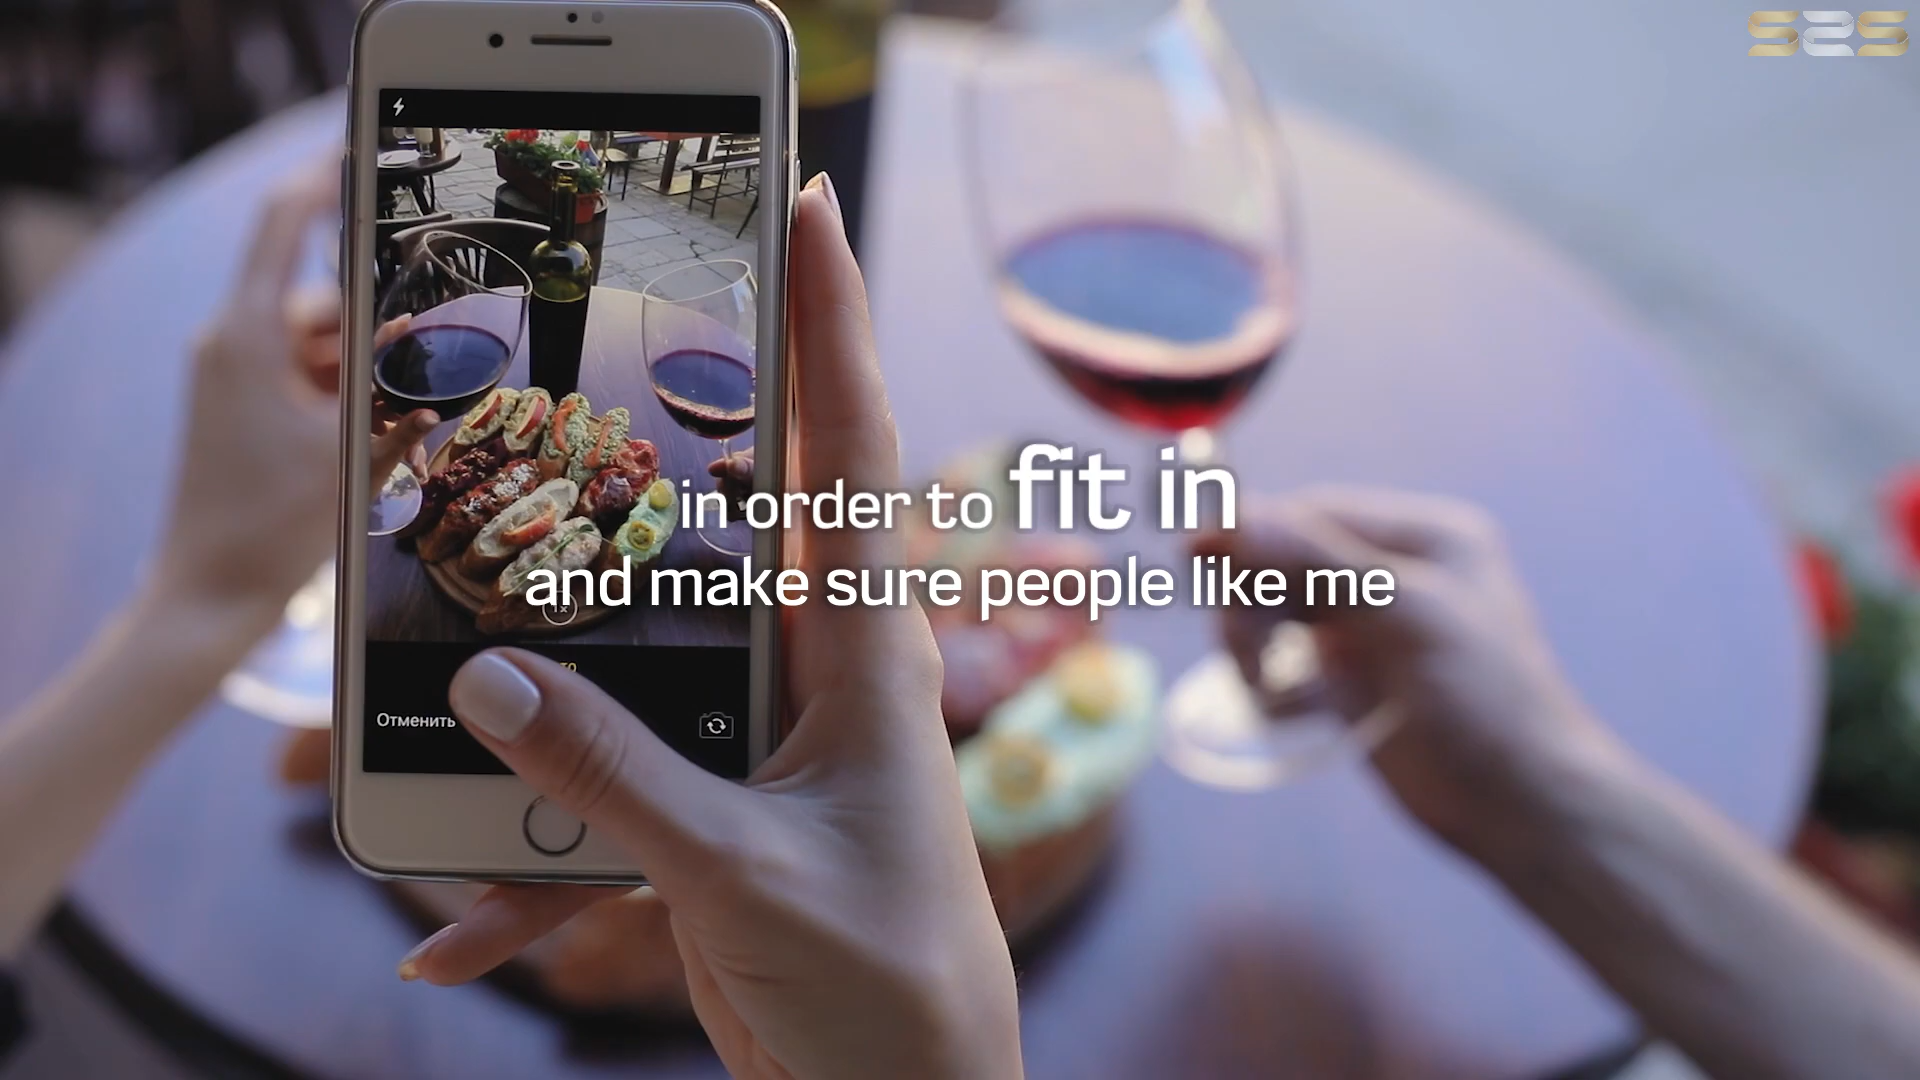 S2S
in order to fit in
and make sure people like me
1x
Отменить